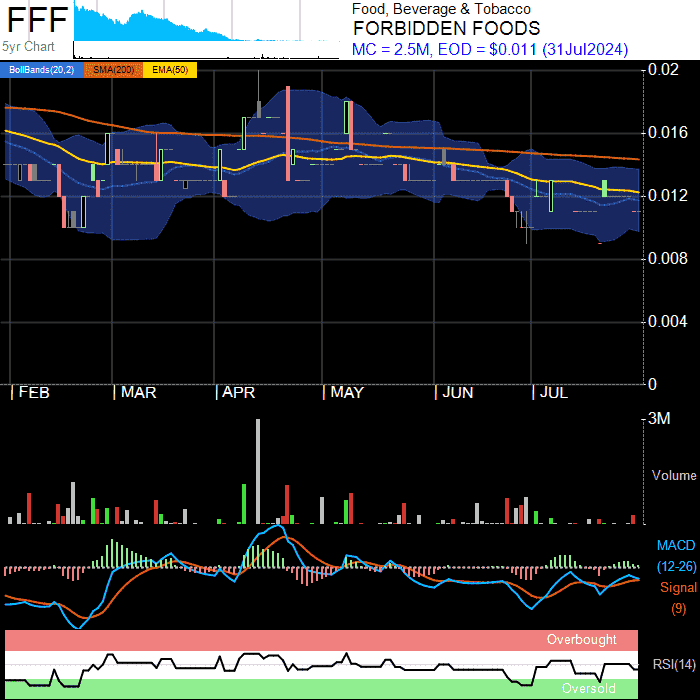 FFF
5yr Chart
Food, Beverage & Tobacco
FORBIDDEN FOODS
MC = 2.5M, EOD = $0.011 (31Jul2024)
BollBands(20,2) SMA(200) EMA(50)
0.02
0.016
0.012
0.008
0.004
0
FEB MAR APR MAY JUN JUL
3M
Volume
MACD
(12-26)
Signal
(9)
Overbought
RSI(14)
Oversold